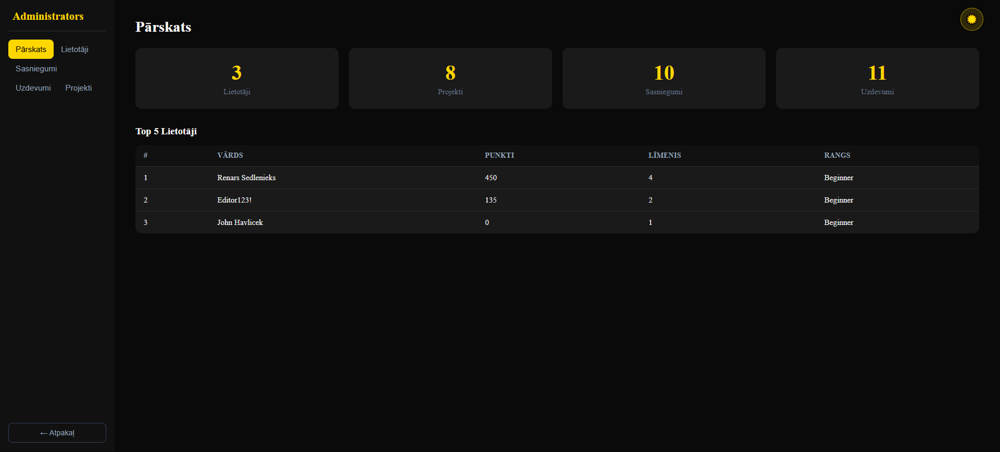 Administrators
Pārskats Lietotāji
Sasniegumi
Uzdevumi Projekti
← Atpakaļ
Pārskats
3 8 10 11
Lietotāji Projekti Sasniegumi Uzdevumi
Top 5 Lietotāji
# VĀRDS PUNKTI LĪMENIS RANGS
1 Renars Sedlenieks 450 4 Beginner
2 Editor123! 135 2 Beginner
3 John Havlicek 0 1 Beginner